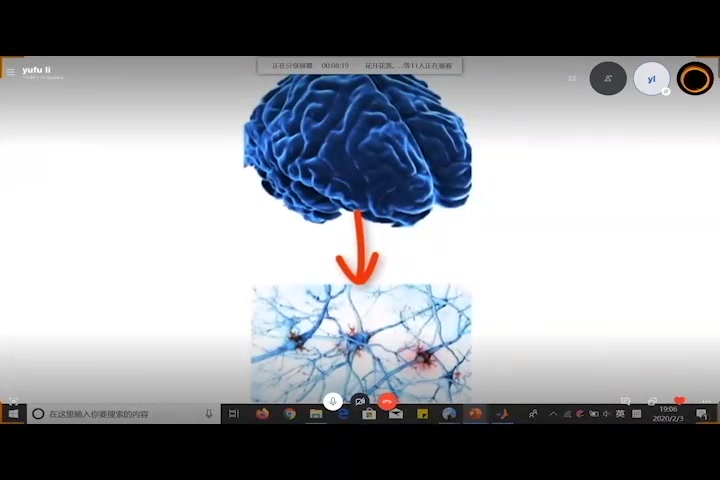 正在分享屏幕 00:08:19 花开花落, ...等11人正在观看
yufu li
yl
在这里输入你要搜索的内容
英
19:06
2020/2/3